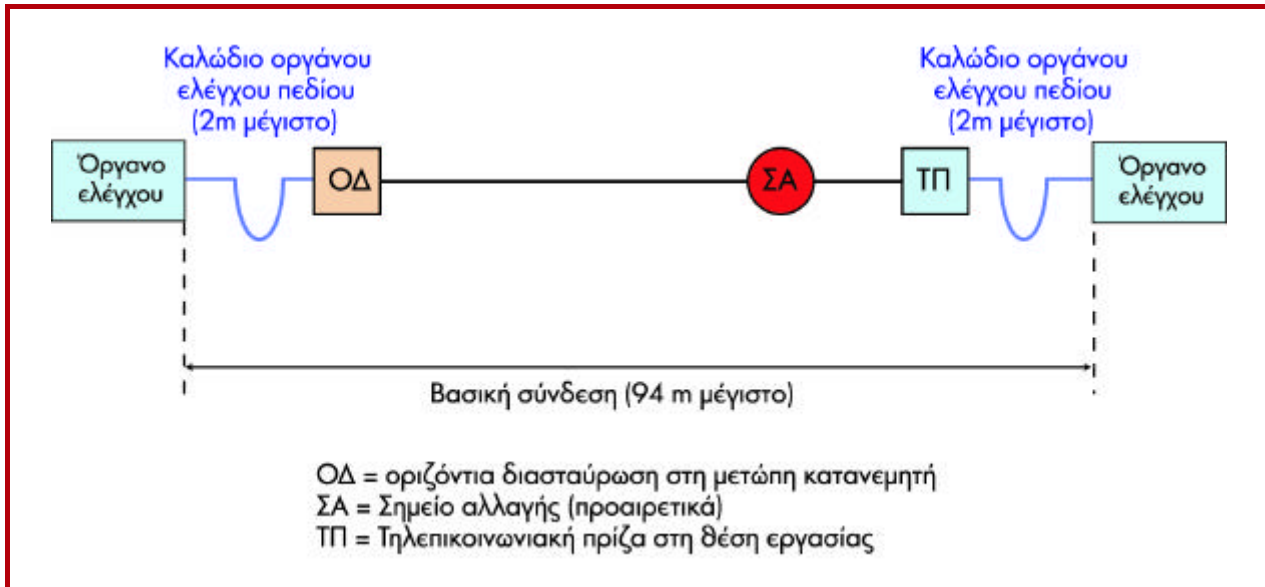 Καλώδιο οργάνου
ελέγχου πεδίου
(2m μέγιστο)
Καλώδιο οργάνου
ελέγχου πεδίου
(2m μέγιστο)
Όργανο
ελέγχου
ΟΔ
ΣΑ
ΤΠ
Όργανο
ελέγχου
Βασική σύνδεση (94 m μέγιστο)
ΟΔ = οριζόντια διασταύρωση στη μετώπη κατανεμητή
ΣΑ = Σημείο αλλαγής (προαιρετικά)
ΤΠ = Τηλεπικοινωνιακή πρίζα στη θέση εργασίας